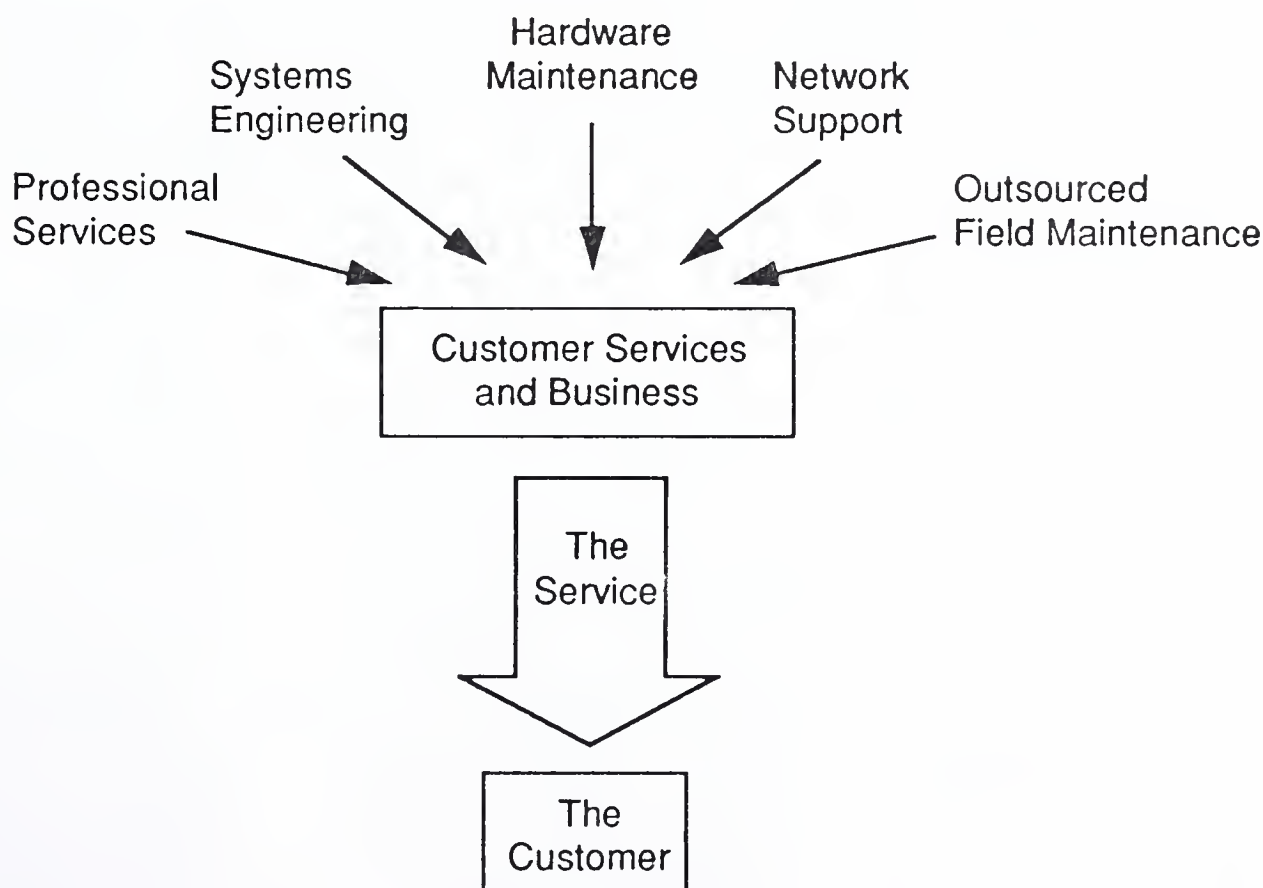 Hardware
Maintenance
Systems
Engineering
Network
Support
Professional
Services
Outsourced
Field Maintenance
Customer Services
and Business
The
Service
The
Customer